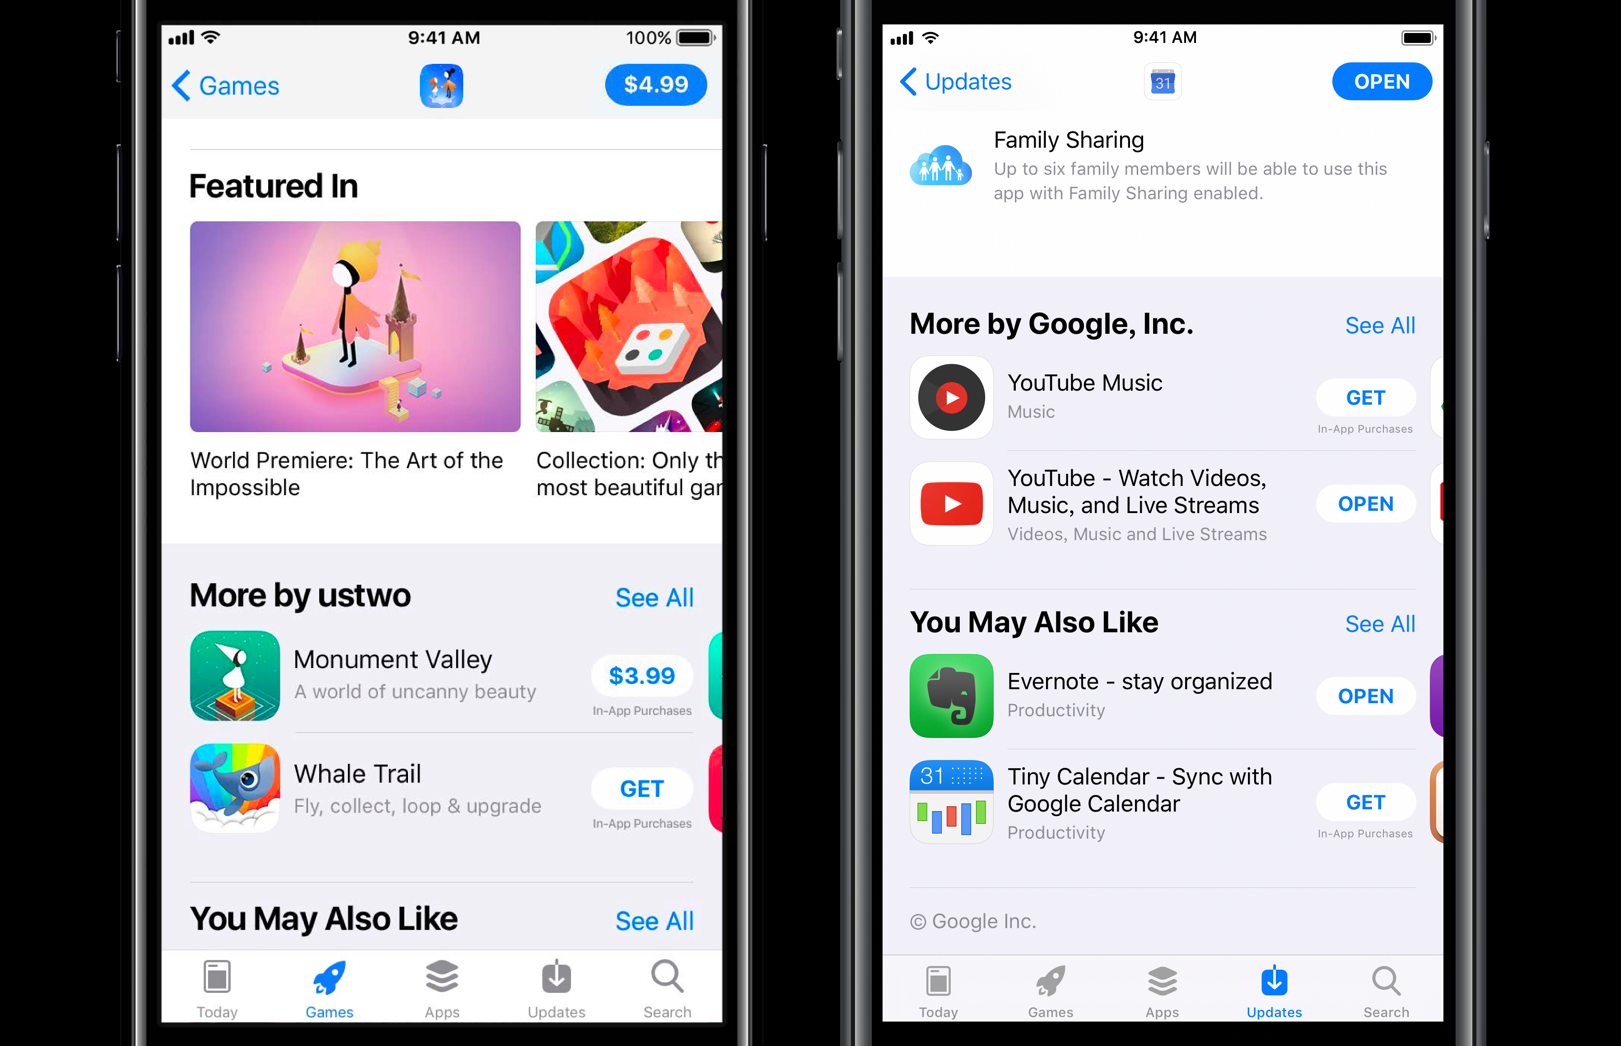 9:41 AM
100%
Games
$4.99
Featured In
World Premiere: The Art of the
Impossible
Collection: Only th
most beautiful gar
More by ustwo
See All
Monument Valley
A world of uncanny beauty
$3.99
In-App Purchases
Whale Trail
Fly, collect, loop & upgrade
GET
In-App Purchases
You May Also Like
See All
Today
Games
Apps
Updates
Search
9:41 AM
Updates
31
OPEN
Family Sharing
Up to six family members will be able to use this
app with Family Sharing enabled.
More by Google, Inc.
See All
YouTube Music
Music
GET
In-App Purchases
YouTube - Watch Videos,
Music, and Live Streams
Videos, Music and Live Streams
OPEN
You May Also Like
See All
Evernote - stay organized
Productivity
OPEN
31
Tiny Calendar - Sync with
Google Calendar
Productivity
GET
In-App Purchases
© Google Inc.
Today
Games
Apps
Updates
Search